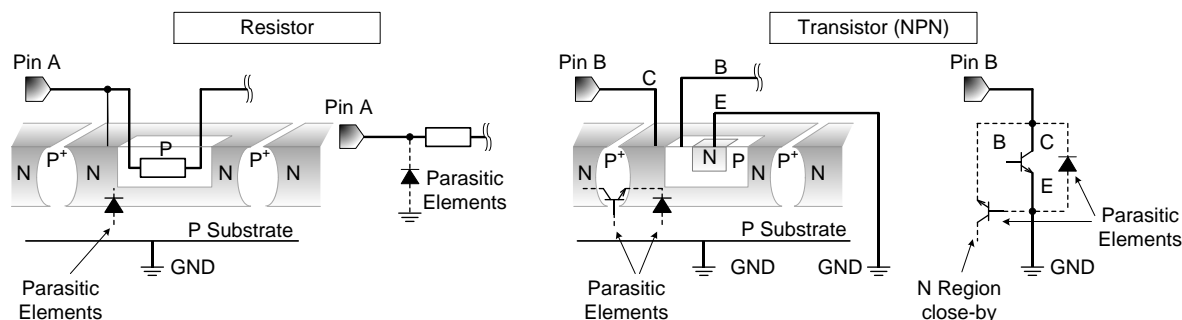 Resistor
Transistor (NPN)
Pin A
Pin B
C
B
E
Pin B
Pin A
N
P+
N
P
P+
N
N
P+
N
N
P
P+
N
B
C
E
Parasitic
Elements
P Substrate
GND
Parasitic
Elements
P Substrate
GND
GND
Parasitic
Elements
Parasitic
Elements
GND
N Region
close-by